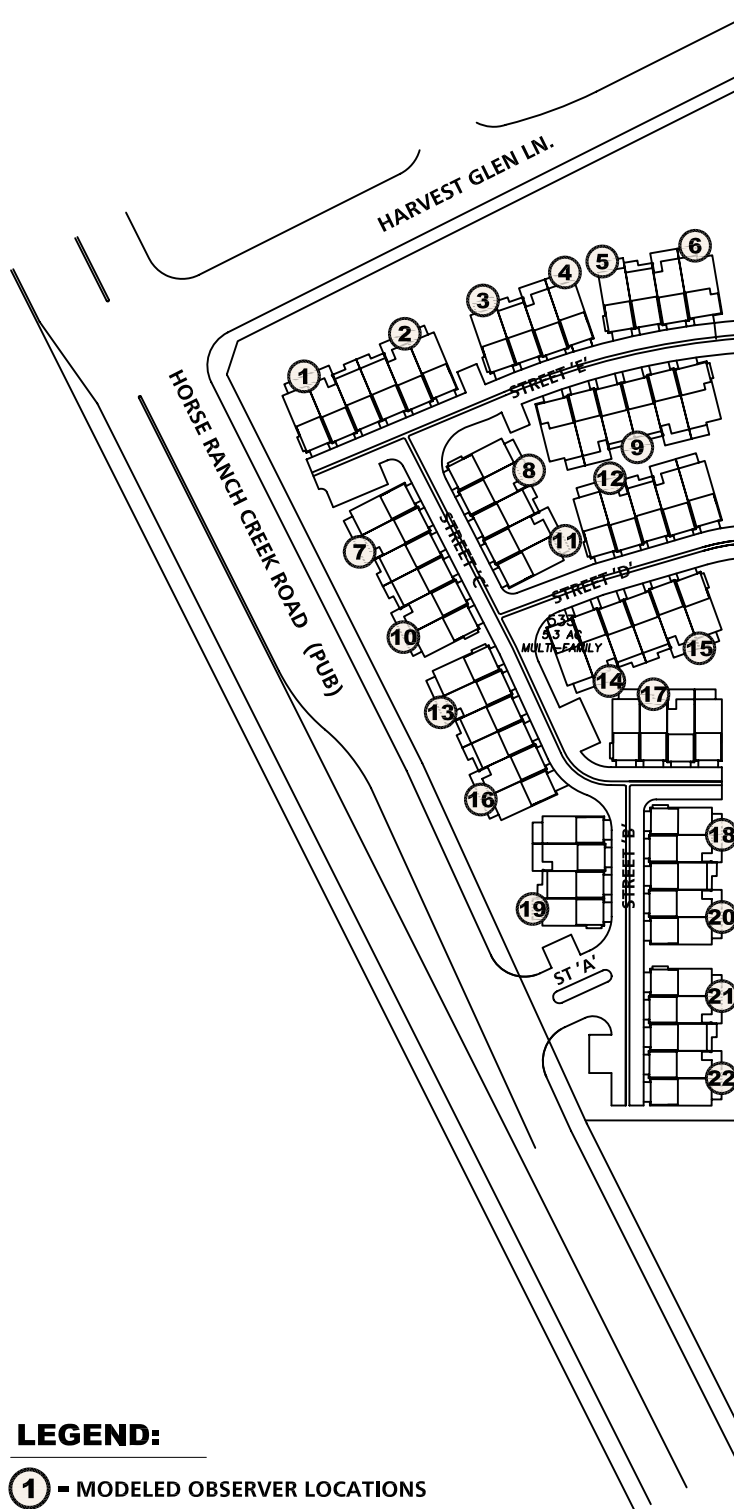 HARVEST GLEN LN.
6
5
4
3
2
1
HORSE RANCH CREEK ROAD (PUB)
STREET 'E'
9
8
12
7
STREET 'C'
11
STREET 'D'
10
5.3 AC
MULTI-FAMILY
15
14
17
13
16
18
STREET 'B'
19
20
ST 'A'
21
22
LEGEND:
1 - MODELED OBSERVER LOCATIONS